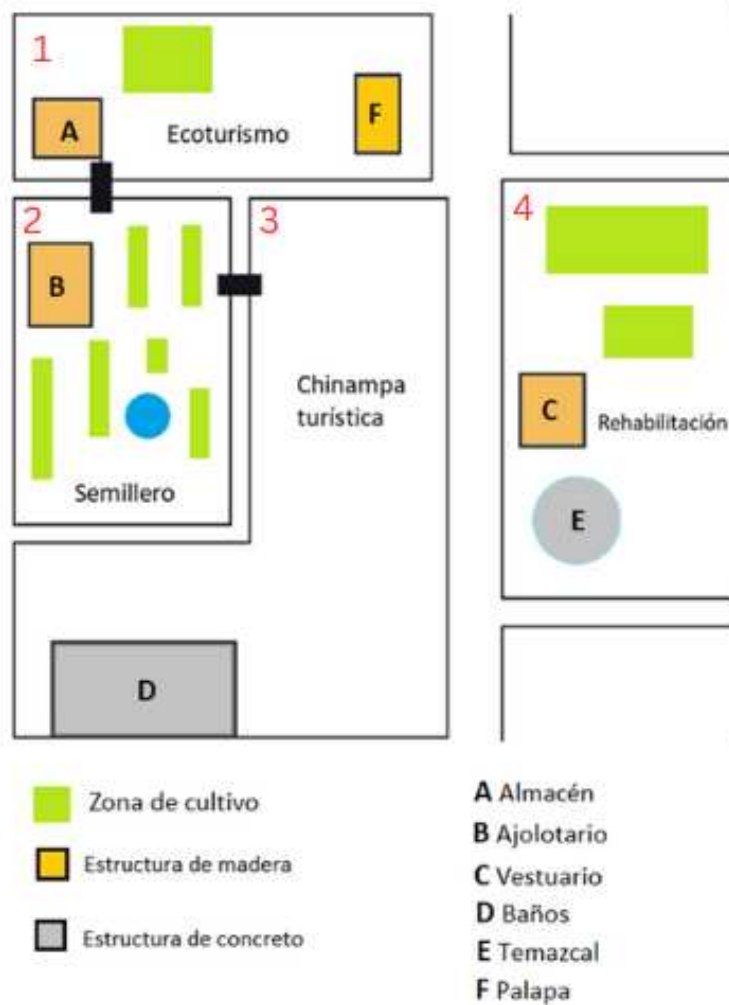 1
A
Ecoturismo
F
2
3
4
B
Chinampa
turística
C
Rehabilitación
Semillero
E
D
Zona de cultivo
Estructura de madera
Estructura de concreto
A Almacén
B Ajolotario
C Vestuario
D Baños
E Temazcal
F Palapa